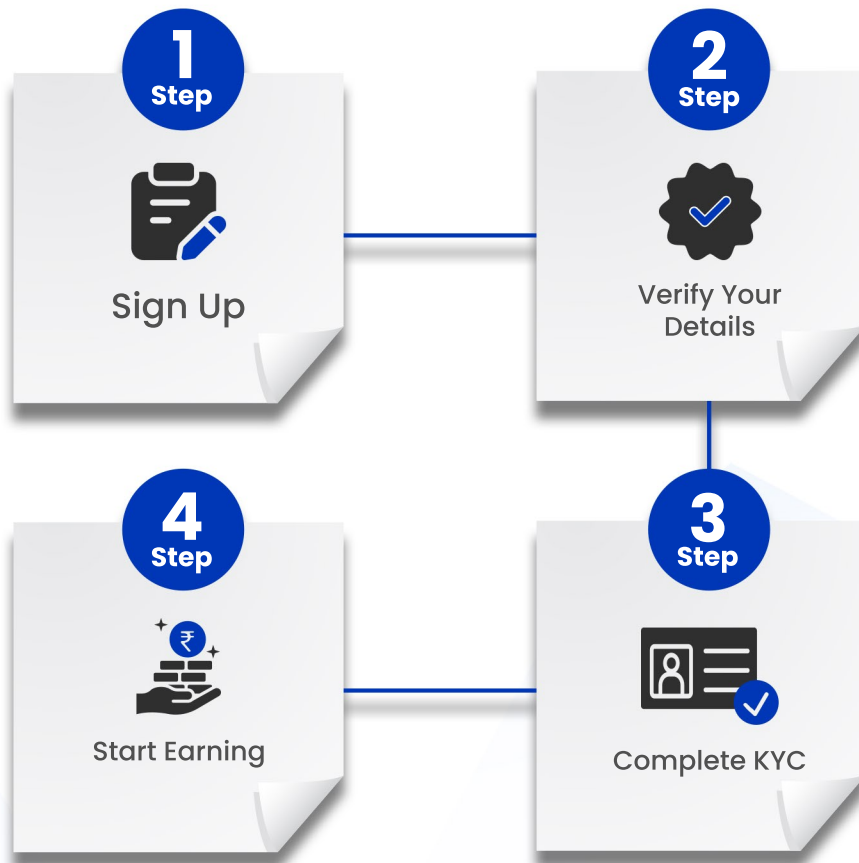 1
Step
Sign Up
2
Step
Verify Your
Details
3
Step
Complete KYC
4
Step
₹
Start Earning